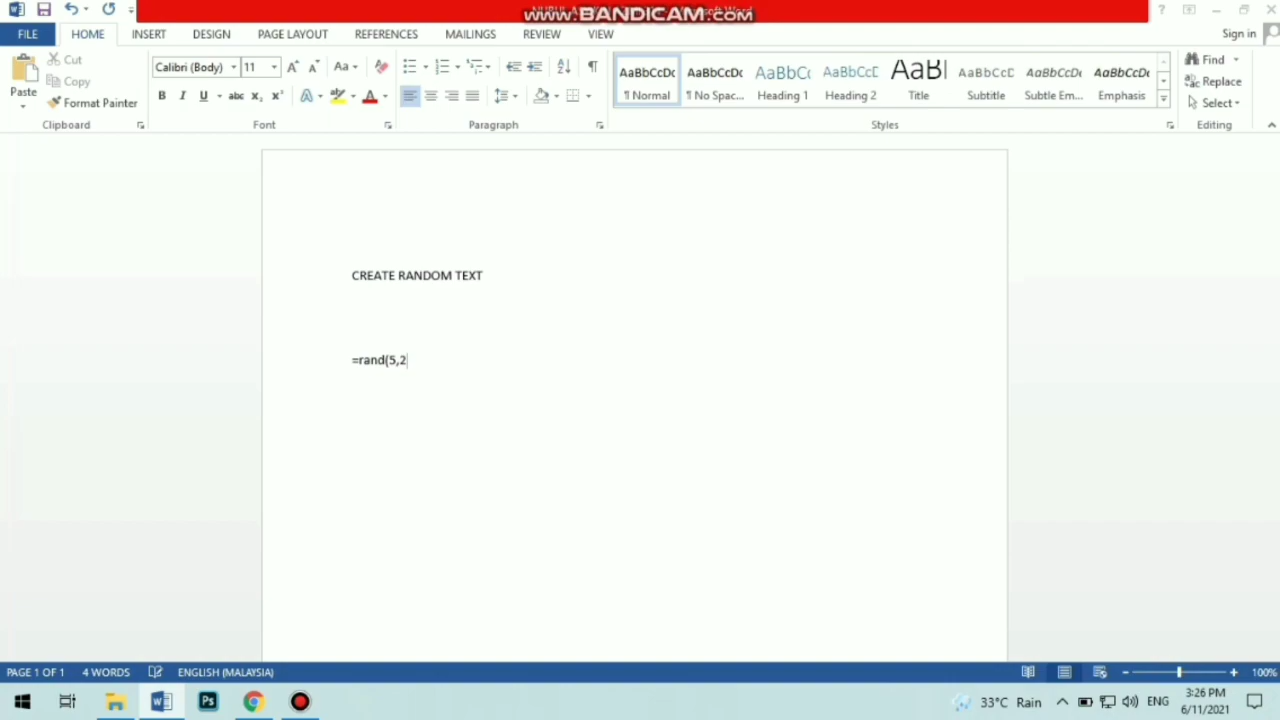 www.BANDICAM.com
FILE HOME INSERT DESIGN PAGE LAYOUT REFERENCES MAILINGS REVIEW VIEW Sign in
Paste Cut Copy Format Painter
Calibri (Body) 11
AaBbCcDc AaBbCcDc AaBbCc AaBbCcD AaB AaBbCcD AaBbCcDc AaBbCcDc
¶ Normal ¶ No Spac... Heading 1 Heading 2 Title Subtitle Subtle Em... Emphasis
Find
Replace
Select
Clipboard Font Paragraph Styles Editing
CREATE RANDOM TEXT
=rand(5,2
PAGE 1 OF 1 4 WORDS ENGLISH (MALAYSIA) 100%
33°C Rain ENG 3:26 PM
6/11/2021